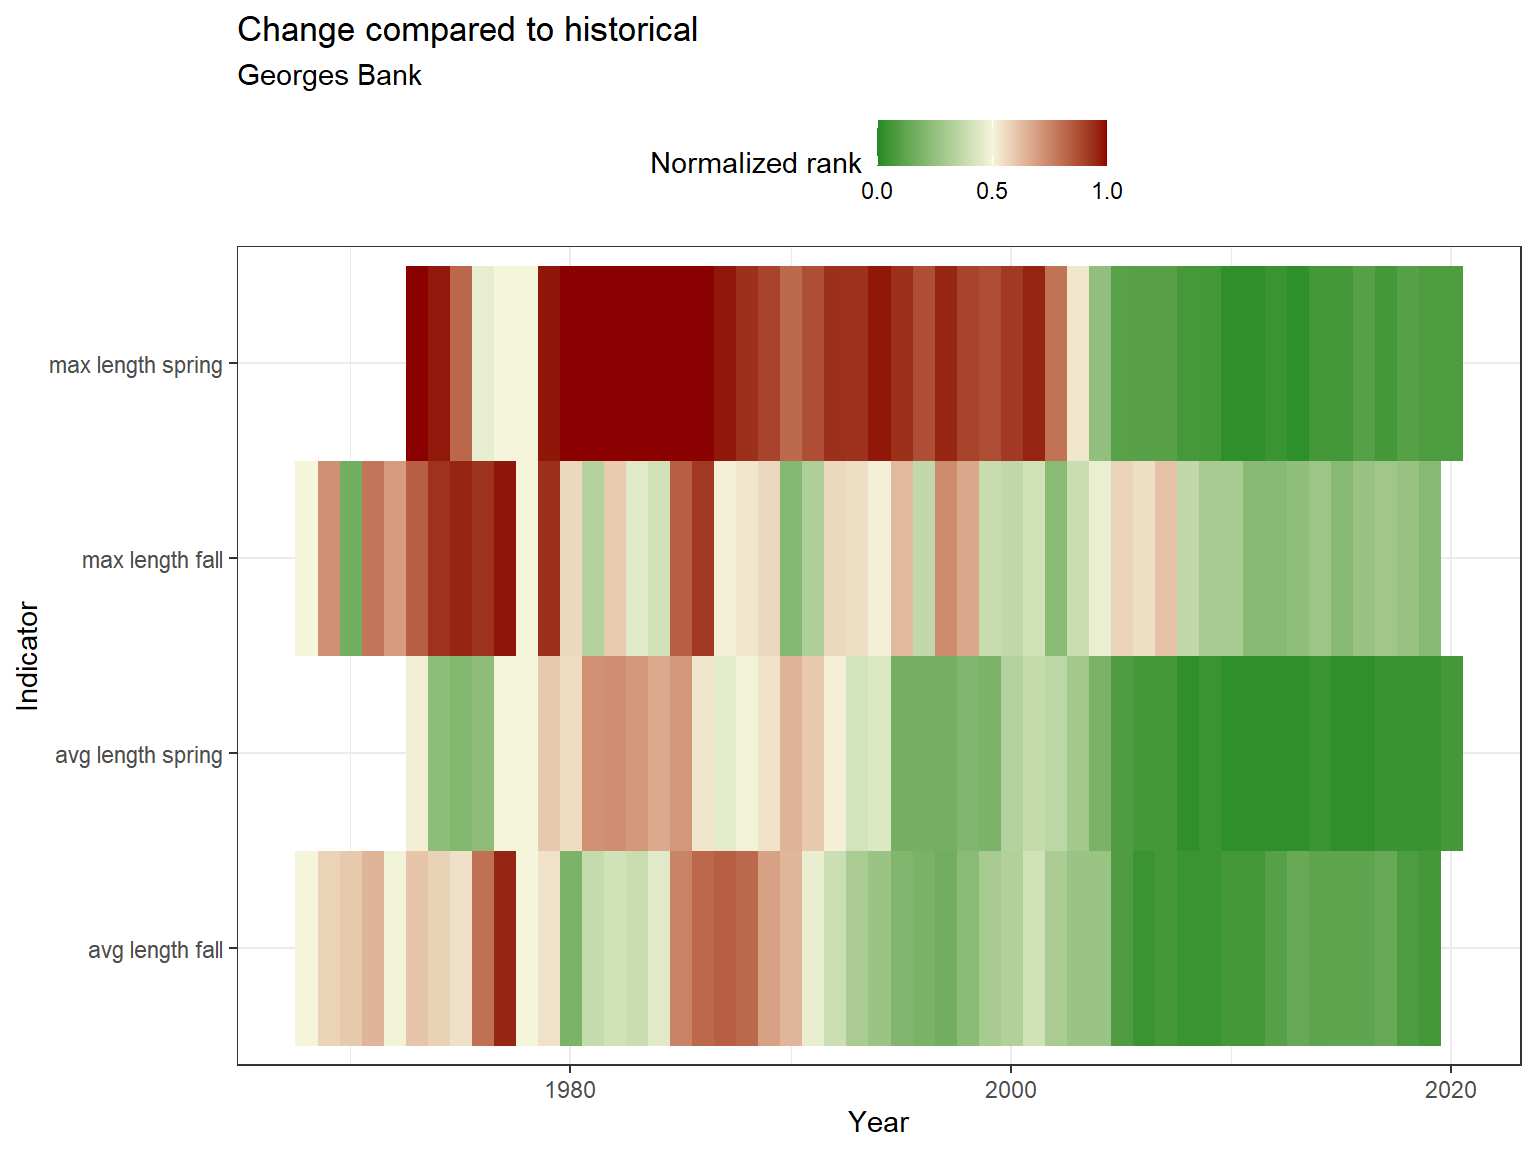 Change compared to historical
Georges Bank
Normalized rank
0.0 0.5 1.0
max length spring
max length fall
avg length spring
avg length fall
Indicator
1980 2000 2020
Year